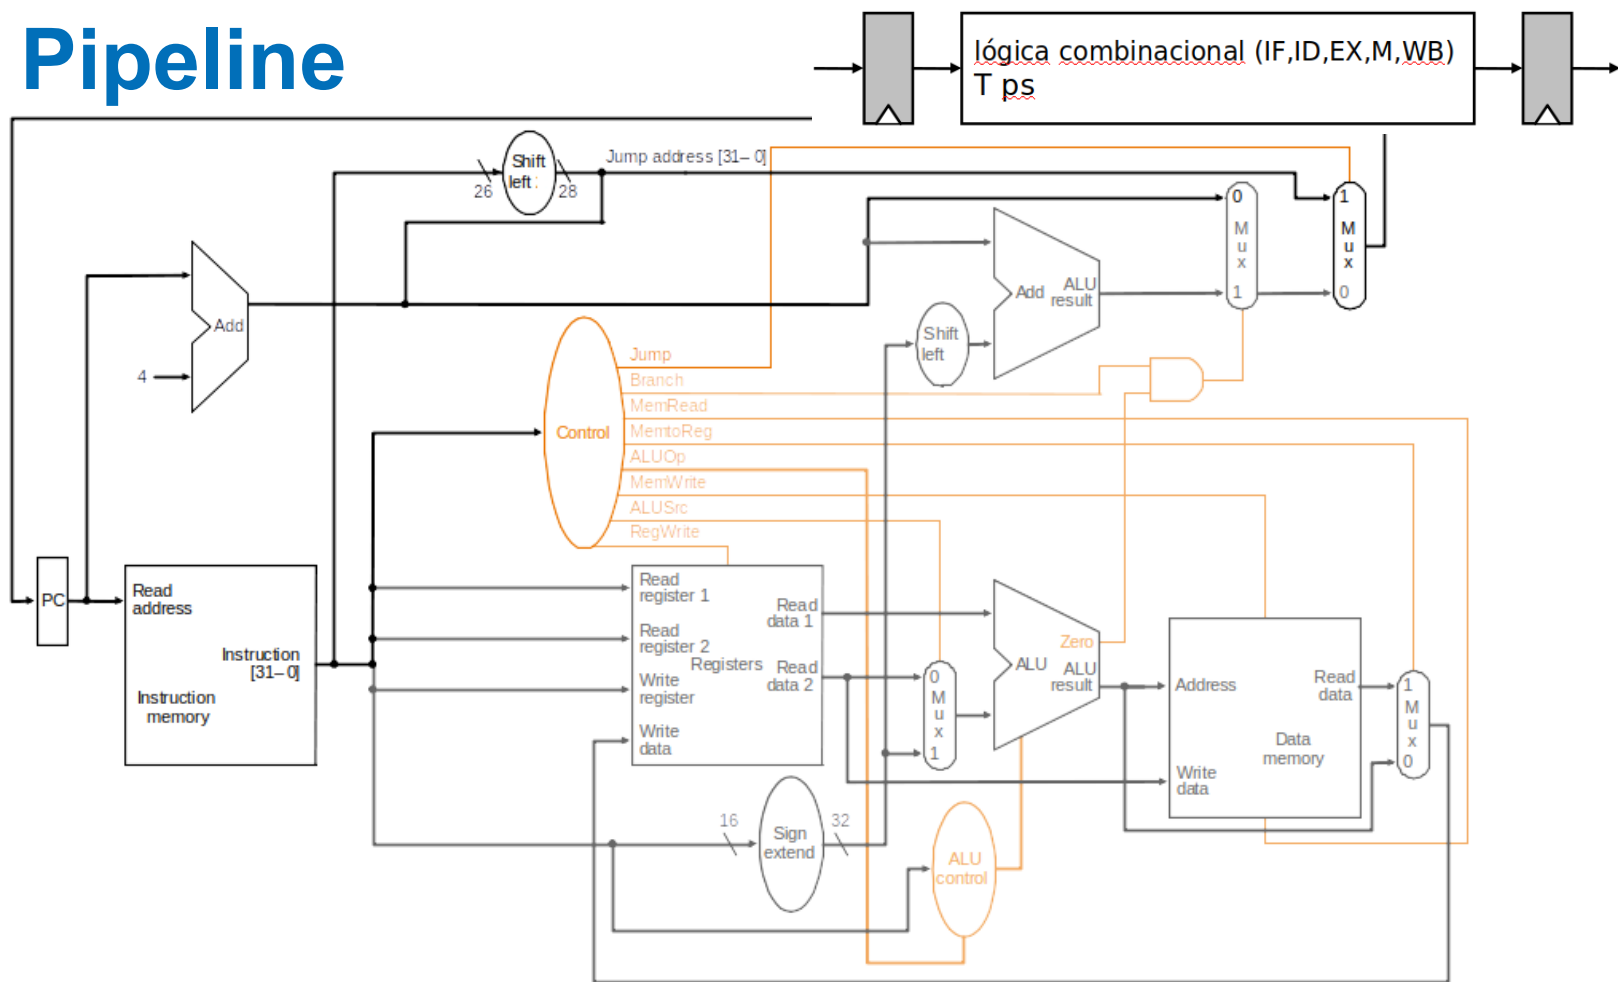 Pipeline
lógica combinacional (IF,ID,EX,M,WB)
T ps
Shift
left
26
28
Jump address [31–0]
0
M
u
x
1
1
M
u
x
0
Add
ALU
result
Add
4
Shift
left
Jump
Branch
MemRead
MemtoReg
ALUOp
MemWrite
ALUSrc
RegWrite
Control
PC
Read
address
Instruction
[31–0]
Instruction
memory
Read
register 1
Read
register 2
Write
register
Write
data
Registers
Read
data 1
Read
data 2
0
M
u
x
1
Zero
ALU
ALU
result
Address
Read
data
Data
memory
Write
data
1
M
u
x
0
16
Sign
extend
32
ALU
control